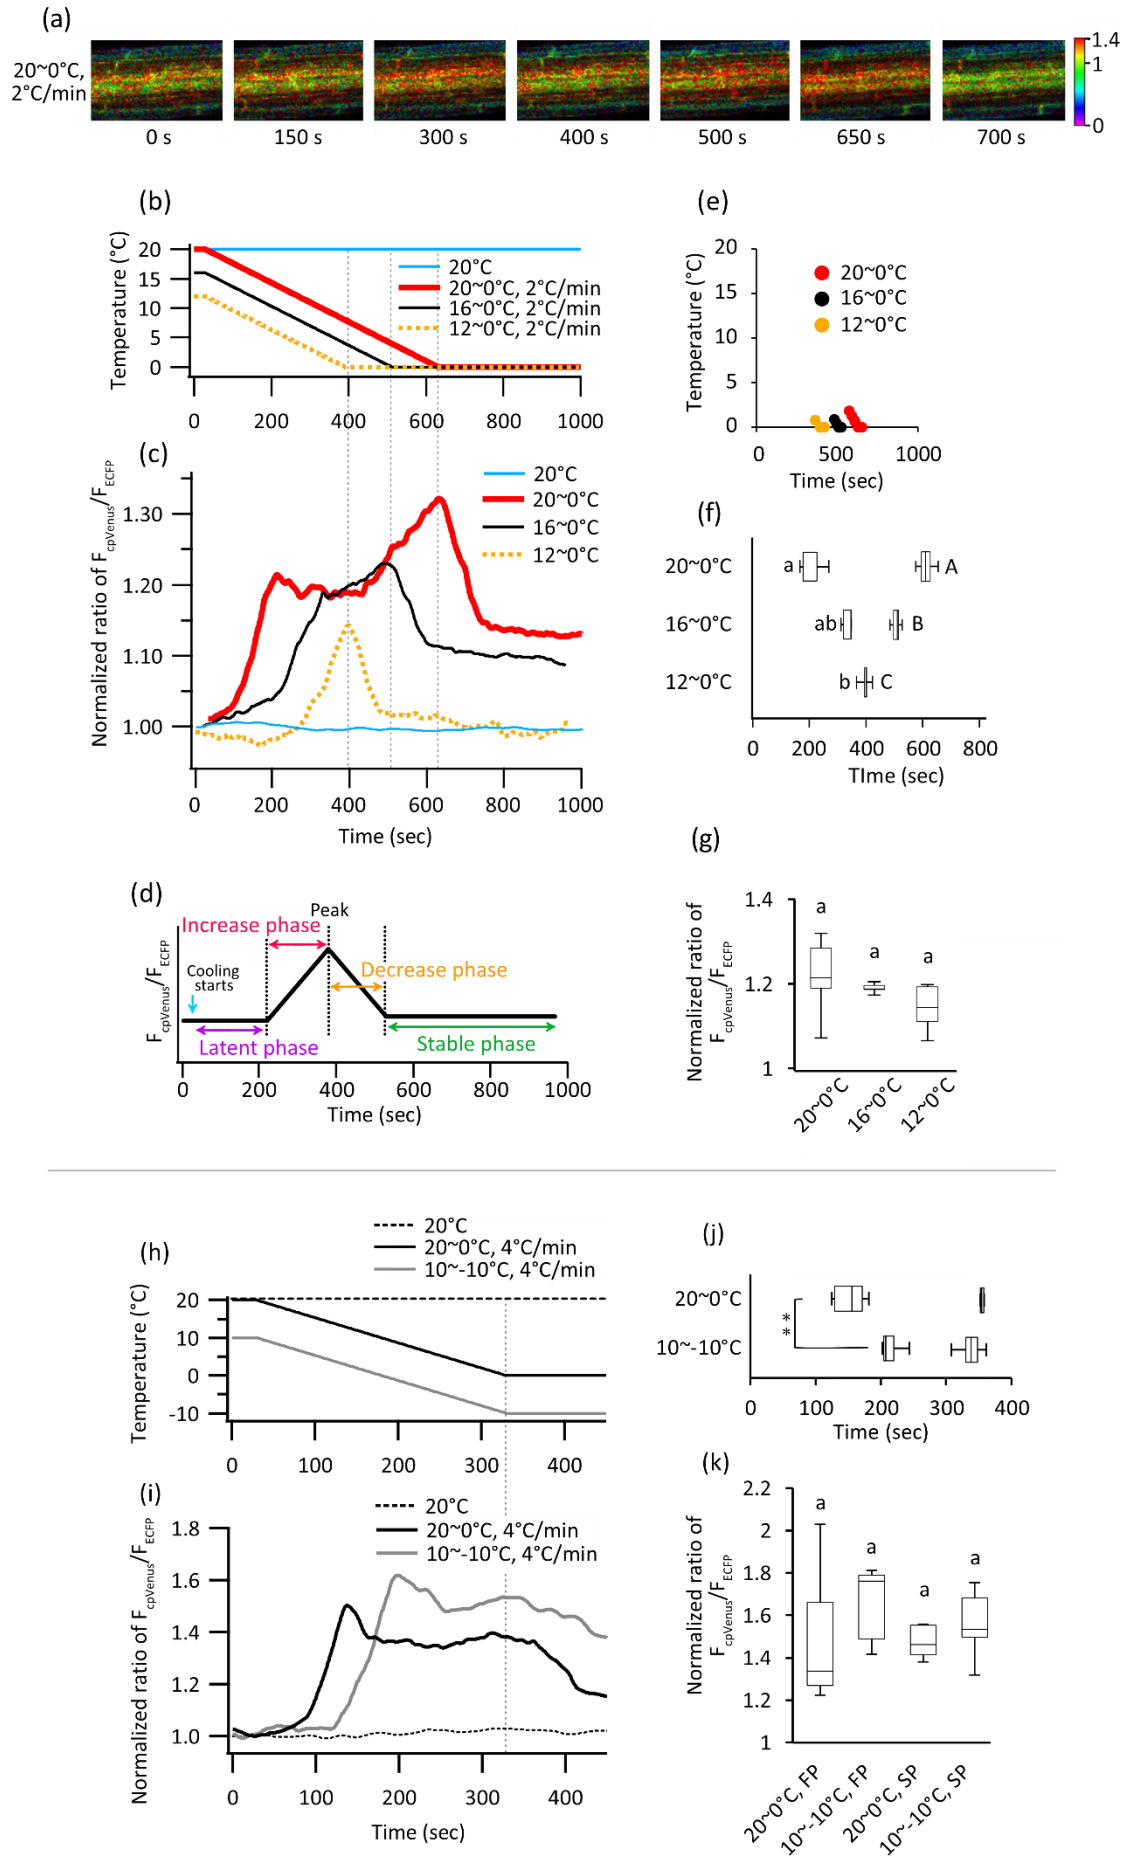 (a)
20~0°C,
2°C/min
0 s
150 s
300 s
400 s
500 s
650 s
700 s
1.4
1
0
(b)
Temperature (°C)
20
15
10
5
0
20°C
20~0°C, 2°C/min
16~0°C, 2°C/min
12~0°C, 2°C/min
0 200 400 600 800 1000
(c)
Normalized ratio of FcpVenus/FECFP
1.30
1.20
1.10
1.00
20°C
20~0°C
16~0°C
12~0°C
0 200 400 600 800 1000
Time (sec)
(d)
FcpVenus/FECFP
Peak
Increase phase
Cooling
starts
Decrease phase
Latent phase
Stable phase
0 200 400 600 800 1000
Time (sec)
(e)
Temperature (°C)
20
15
10
5
0
20~0°C
16~0°C
12~0°C
0 500 1000
Time (sec)
(f)
20~0°C
a
A
16~0°C
ab
B
12~0°C
b
C
0 200 400 600 800
TIme (sec)
(g)
Normalized ratio of
FcpVenus/FECFP
1.4
1.2
1
a
a
a
20~0°C
16~0°C
12~0°C
(h)
20°C
20~0°C, 4°C/min
10~-10°C, 4°C/min
Temperature (°C)
20
10
0
-10
0 100 200 300 400
(i)
20°C
20~0°C, 4°C/min
10~-10°C, 4°C/min
Normalized ratio of FcpVenus/FECFP
1.8
1.6
1.4
1.2
1.0
0 100 200 300 400
Time (sec)
(j)
20~0°C
**
10~-10°C
0 100 200 300 400
Time (sec)
(k)
Normalized ratio of
FcpVenus/FECFP
2.2
2
1.8
1.6
1.4
1.2
1
a
a
a
a
20~0°C, FP
10~-10°C, FP
20~0°C, SP
10~-10°C, SP